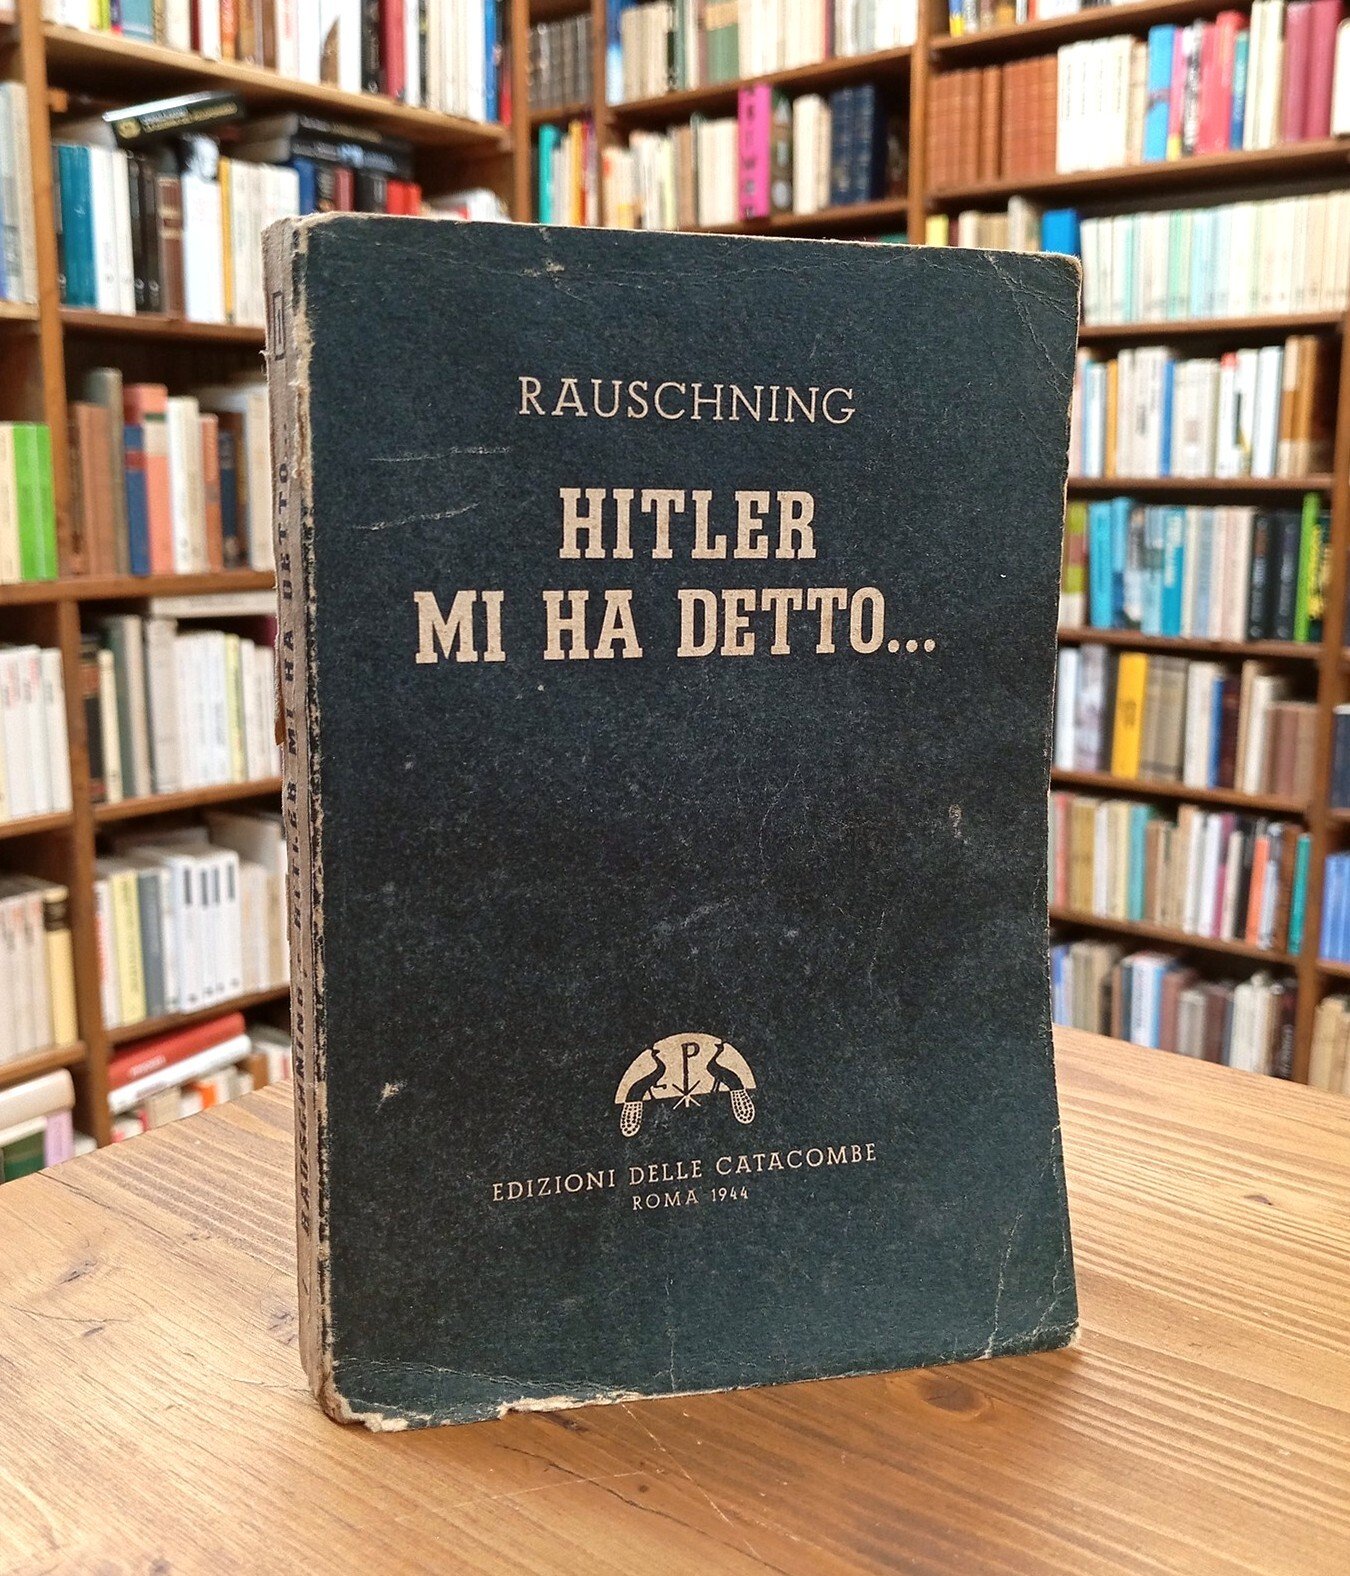 RAUSCHNING
HITLER
MI HA DETTO...
P
EDIZIONI DELLE CATACOMBE
ROMA 1944
RAUSCHNING HITLER MI HA DETTO...